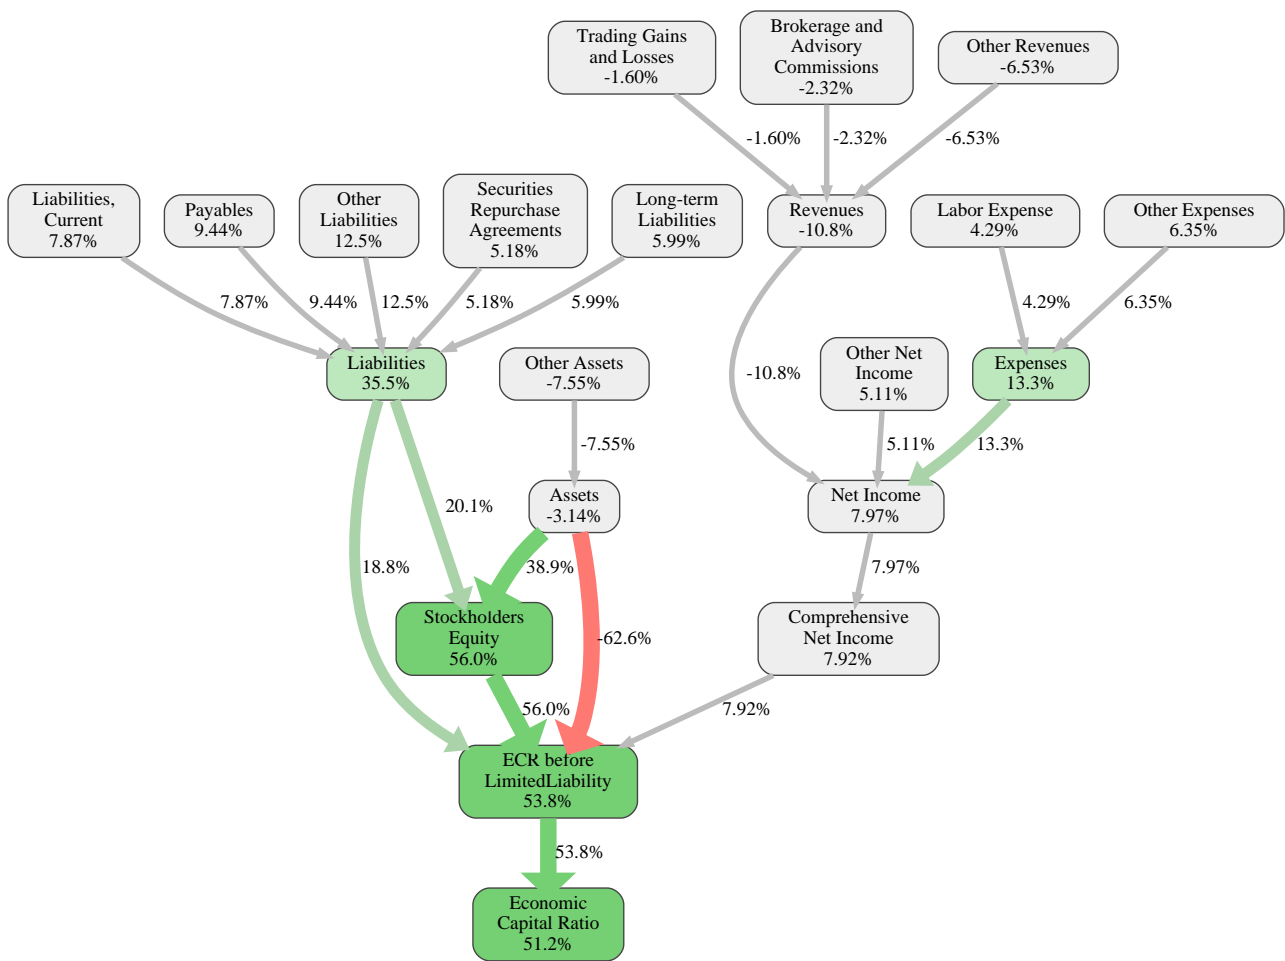 Trading Gains
and Losses
-1.60%
Brokerage and
Advisory
Commissions
-2.32%
Other Revenues
-6.53%
-1.60%
-2.32%
-6.53%
Liabilities,
Current
7.87%
Payables
9.44%
Other
Liabilities
12.5%
Securities
Repurchase
Agreements
5.18%
Long-term
Liabilities
5.99%
Revenues
-10.8%
Labor Expense
4.29%
Other Expenses
6.35%
7.87%
9.44%
12.5%
5.18%
5.99%
4.29%
6.35%
Liabilities
35.5%
Other Assets
-7.55%
-10.8%
Other Net
Income
5.11%
Expenses
13.3%
-7.55%
5.11%
13.3%
20.1%
Assets
-3.14%
Net Income
7.97%
18.8%
38.9%
7.97%
Stockholders
Equity
56.0%
-62.6%
Comprehensive
Net Income
7.92%
56.0%
7.92%
ECR before
LimitedLiability
53.8%
53.8%
Economic
Capital Ratio
51.2%